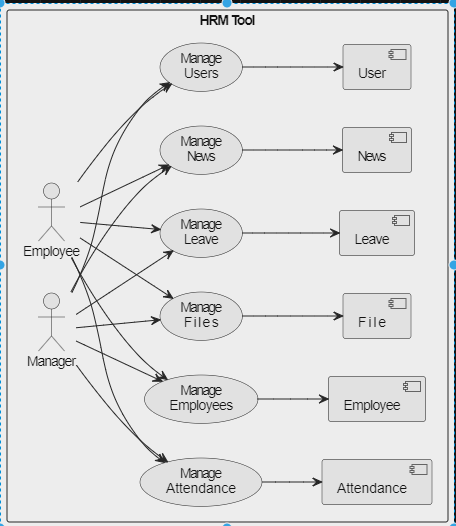 HRM Tool
Manage
Users
User
Manage
News
News
Employee
Manage
Leave
Leave
Manager
Manage
Files
File
Manage
Employees
Employee
Manage
Attendance
Attendance